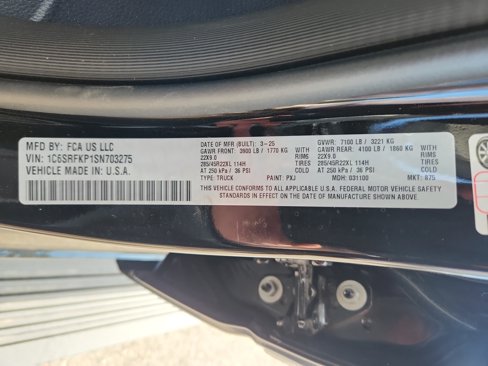 MFD. BY: FCA US LLC
VIN: 1C6SRFKP1SN703275
VEHICLE MADE IN: U.S.A.
DATE OF MFR (BUILT): 3-25
GAWR FRONT: 3900 LB / 1770 KG
22X9.0 RIMS
285/45R22XL 114H TIRES
AT 250 kPa / 36 PSI COLD
TYPE: TRUCK PAINT: PXJ
GVWR: 7100 LB / 3221 KG
GAWR REAR: 4100 LB / 1860 KG
22X9.0 RIMS
285/45R22XL 114H TIRES
AT 250 kPa / 36 PSI COLD
MDH: 031100 MKT: 875
THIS VEHICLE CONFORMS TO ALL APPLICABLE U.S.A. FEDERAL MOTOR VEHICLE SAFETY
STANDARDS IN EFFECT ON DATE OF MANUFACTURE SHOWN ABOVE.